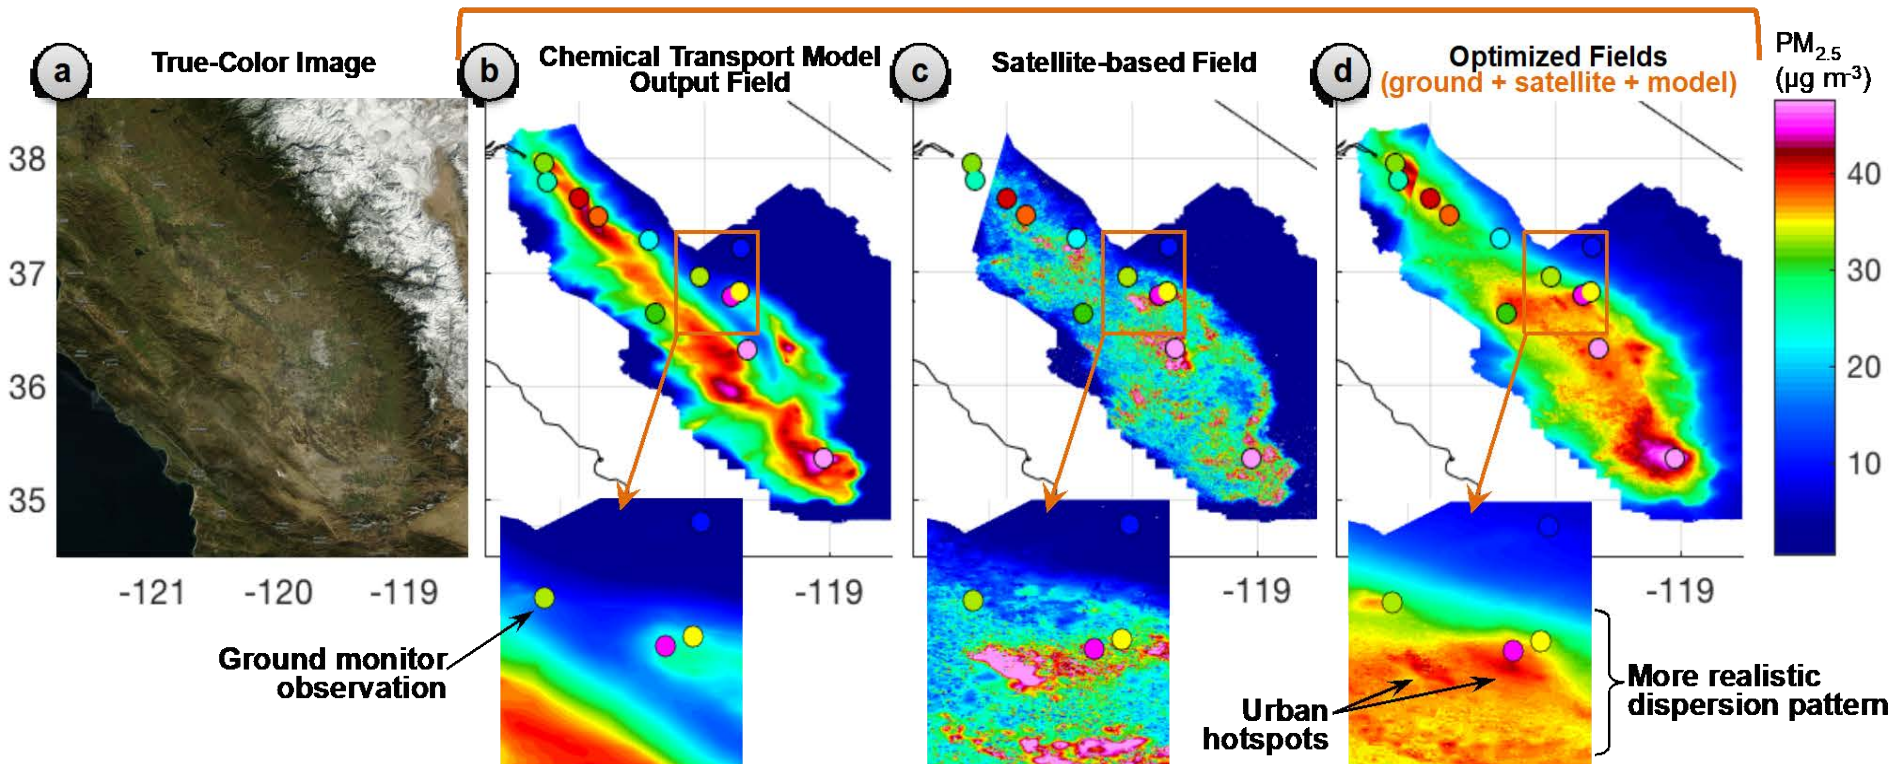 a
True-Color Image
b
Chemical Transport Model
Output Field
c
Satellite-based Field
d
Optimized Fields
(ground + satellite + model)
PM2.5
(µg m-3)
38
37
36
35
-121
-120
-119
-119
-119
-119
40
30
20
10
Ground monitor
observation
Urban
hotspots
More realistic
dispersion pattern